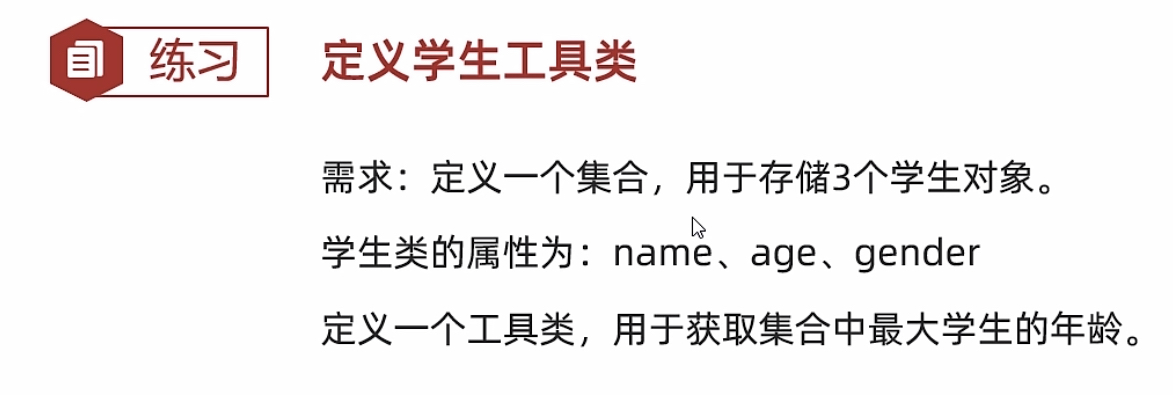 练习
定义学生工具类
需求：定义一个集合，用于存储3个学生对象。
学生类的属性为：name、age、gender
定义一个工具类，用于获取集合中最大学生的年龄。